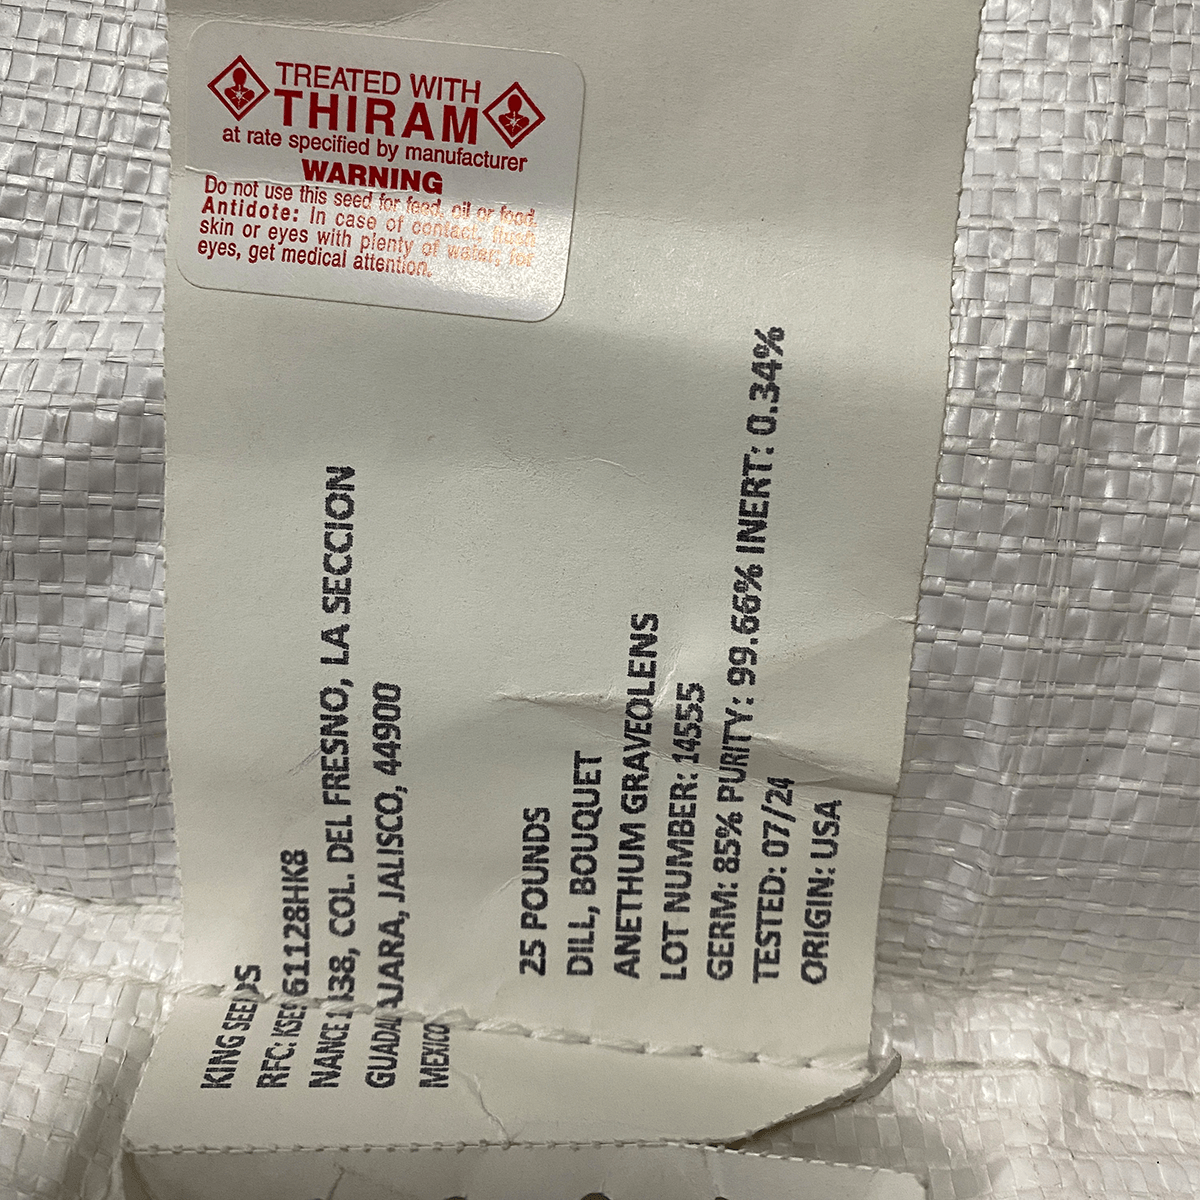 TREATED WITH
THIRAM
at rate specified by manufacturer
WARNING
Do not use this seed for feed, oil or food.
Antidote: In case of contact, flush
skin or eyes with plenty of water; for
eyes, get medical attention.
KING SEEDS
RFC: KSE961128HK8
NANCE 1438, COL. DEL FRESNO, LA SECCION
GUADALAJARA, JALISCO, 44900
MEXICO
25 POUNDS
DILL, BOUQUET
ANETHUM GRAVEOLENS
LOT NUMBER: 14555
GERM: 85% PURITY: 99.66% INERT: 0.34%
TESTED: 07/24
ORIGIN: USA